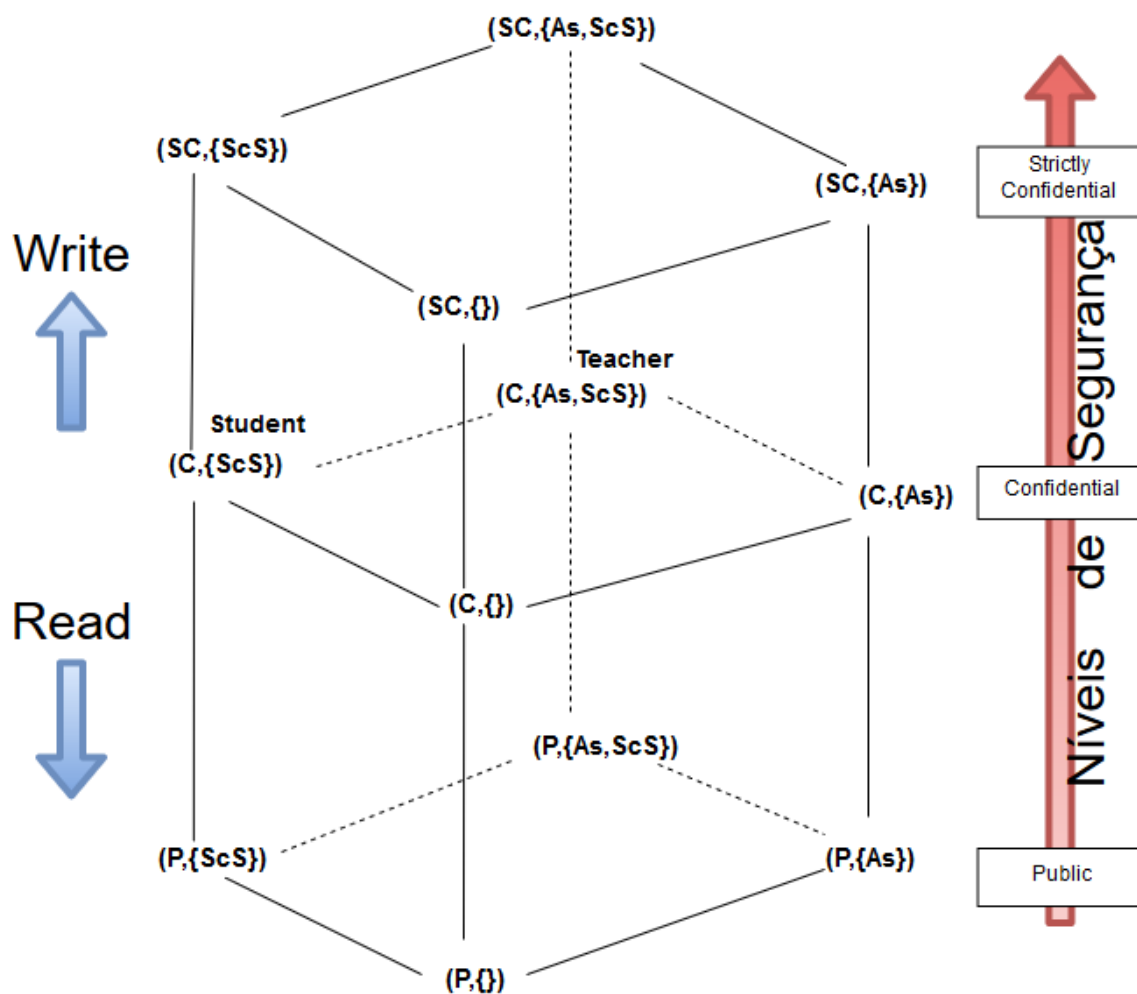 (SC,{As,ScS})
(SC,{ScS})
(SC,{As})
Strictly
Confidential
Write
(SC,{})
Teacher
(C,{As,ScS})
Student
(C,{ScS})
(C,{As})
Confidential
Read
(C,{})
(P,{As,ScS})
(P,{ScS})
(P,{As})
Public
(P,{})
Níveis de Segurança